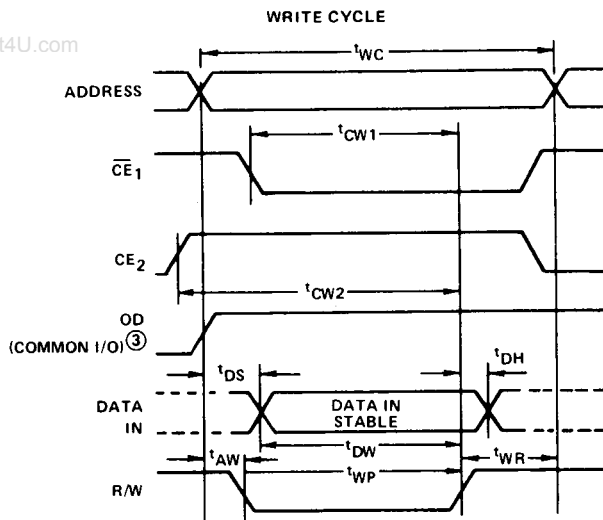 WRITE CYCLE
t4U.com
tWC
ADDRESS
tCW1
CE1
CE2
tCW2
OD
(COMMON I/O) ③
tDS
tDH
DATA
IN
DATA IN
STABLE
tDW
tAW
tWP
tWR
R/W